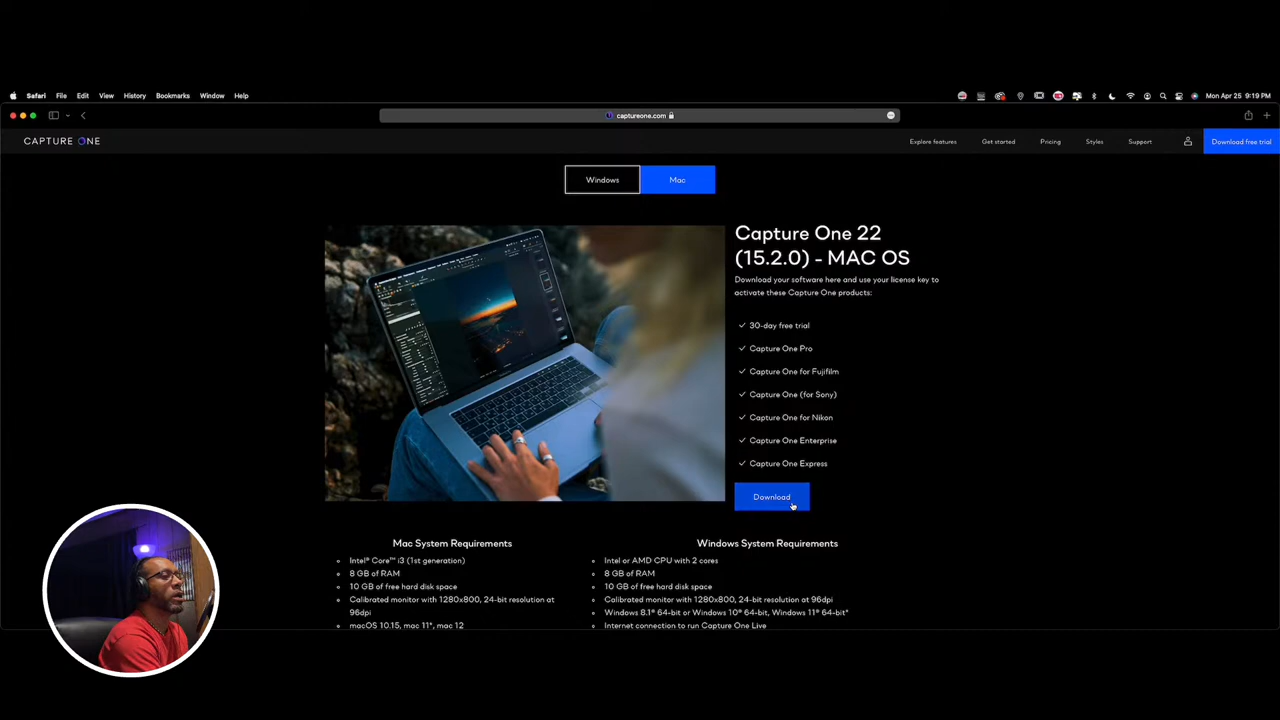 Safari File Edit View History Bookmarks Window Help Mon Apr 25 9:19 PM
captureone.com
CAPTURE ONE Explore features Get started Pricing Styles Support Download free trial
Windows Mac
Capture One 22
(15.2.0) - MAC OS
Download your software here and use your license key to
activate these Capture One products:
30-day free trial
Capture One Pro
Capture One for Fujifilm
Capture One (for Sony)
Capture One for Nikon
Capture One Enterprise
Capture One Express
Download
Mac System Requirements
Intel® Core™ i3 (1st generation)
8 GB of RAM
10 GB of free hard disk space
Calibrated monitor with 1280x800, 24-bit resolution at
96dpi
macOS 10.15, mac 11*, mac 12
Windows System Requirements
Intel or AMD CPU with 2 cores
8 GB of RAM
10 GB of free hard disk space
Calibrated monitor with 1280x800, 24-bit resolution at 96dpi
Windows 8.1® 64-bit or Windows 10® 64-bit, Windows 11® 64-bit*
Internet connection to run Capture One Live